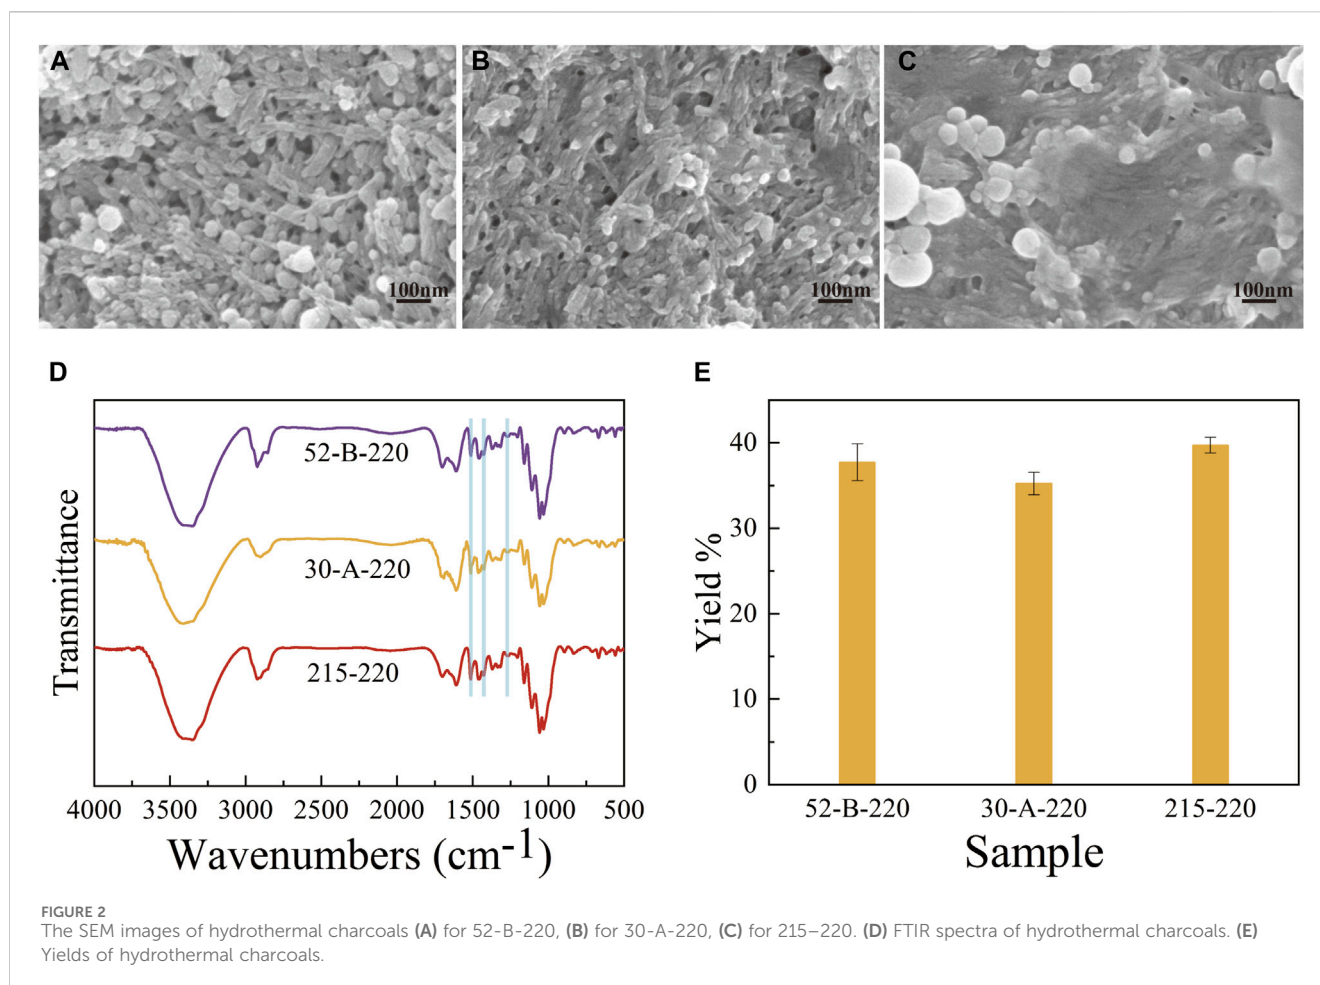 A
B
C
100nm
100nm
100nm
D
E
52-B-220
30-A-220
215-220
Transmittance
4000 3500 3000 2500 2000 1500 1000 500
Wavenumbers (cm-1)
40
30
20
10
0
Yield %
52-B-220 30-A-220 215-220
Sample
FIGURE 2
The SEM images of hydrothermal charcoals (A) for 52-B-220, (B) for 30-A-220, (C) for 215–220. (D) FTIR spectra of hydrothermal charcoals. (E)
Yields of hydrothermal charcoals.